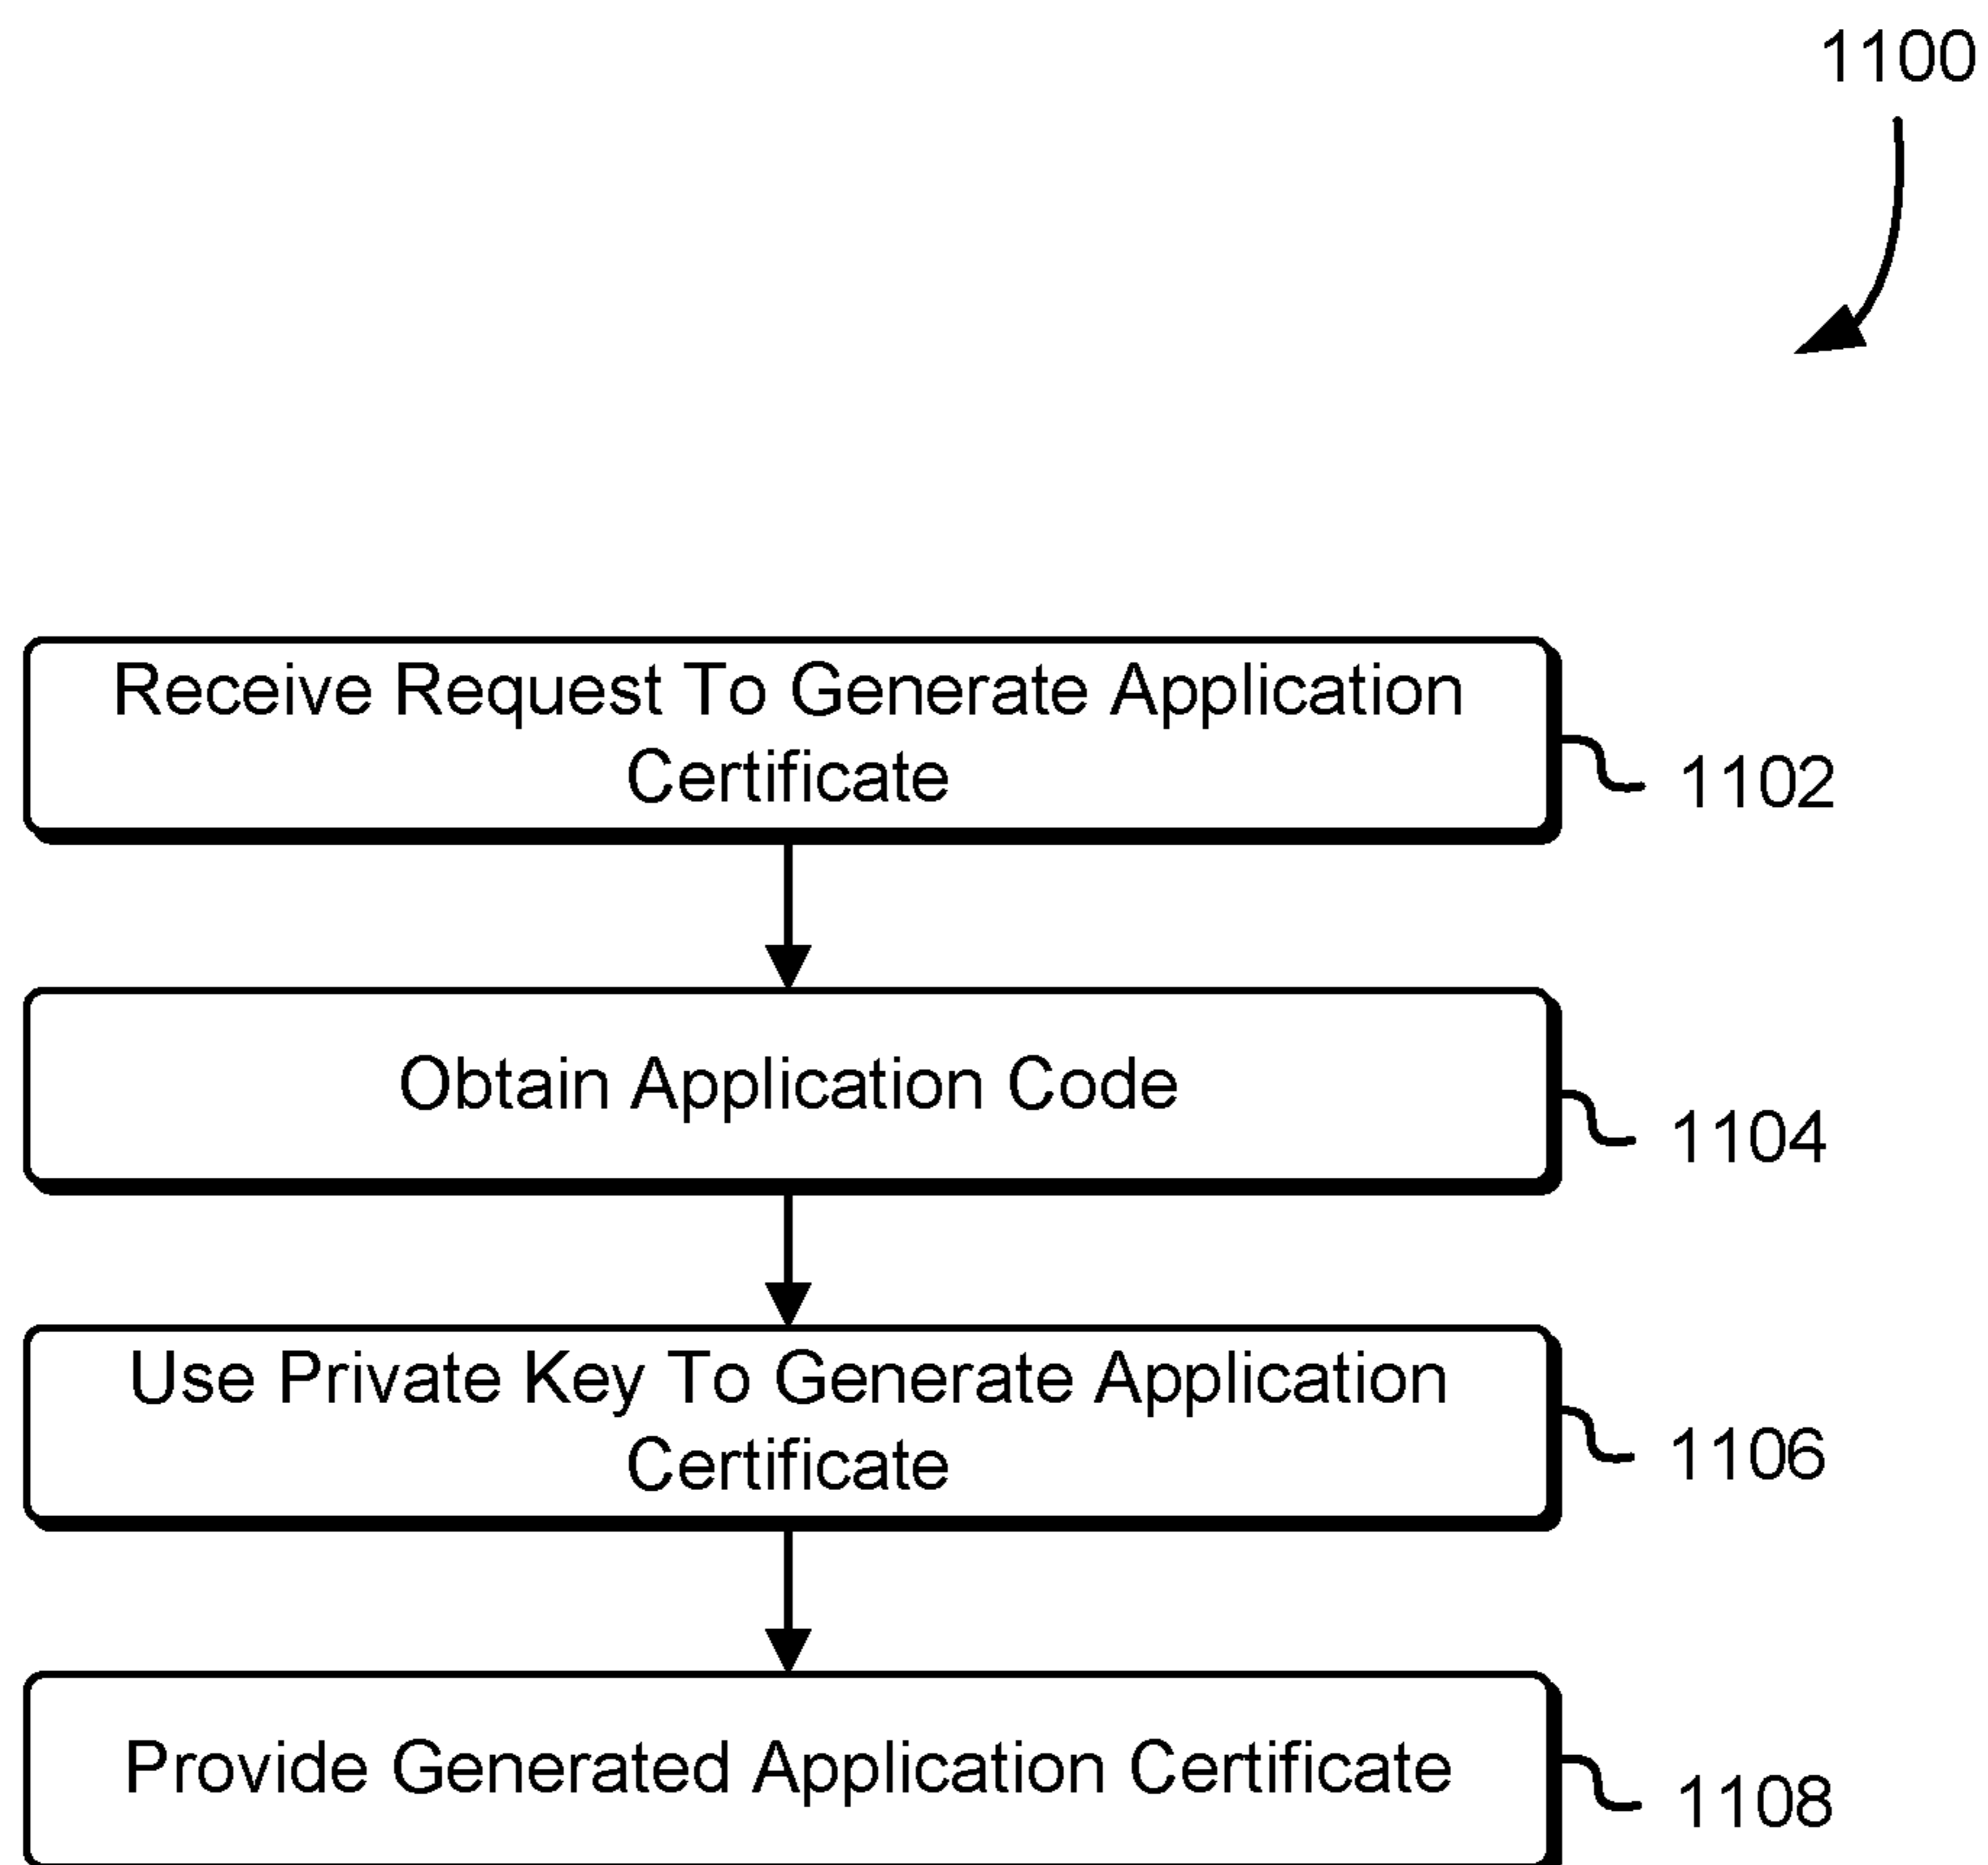 1100
Receive Request To Generate Application
Certificate
1102
Obtain Application Code
1104
Use Private Key To Generate Application
Certificate
1106
Provide Generated Application Certificate
1108